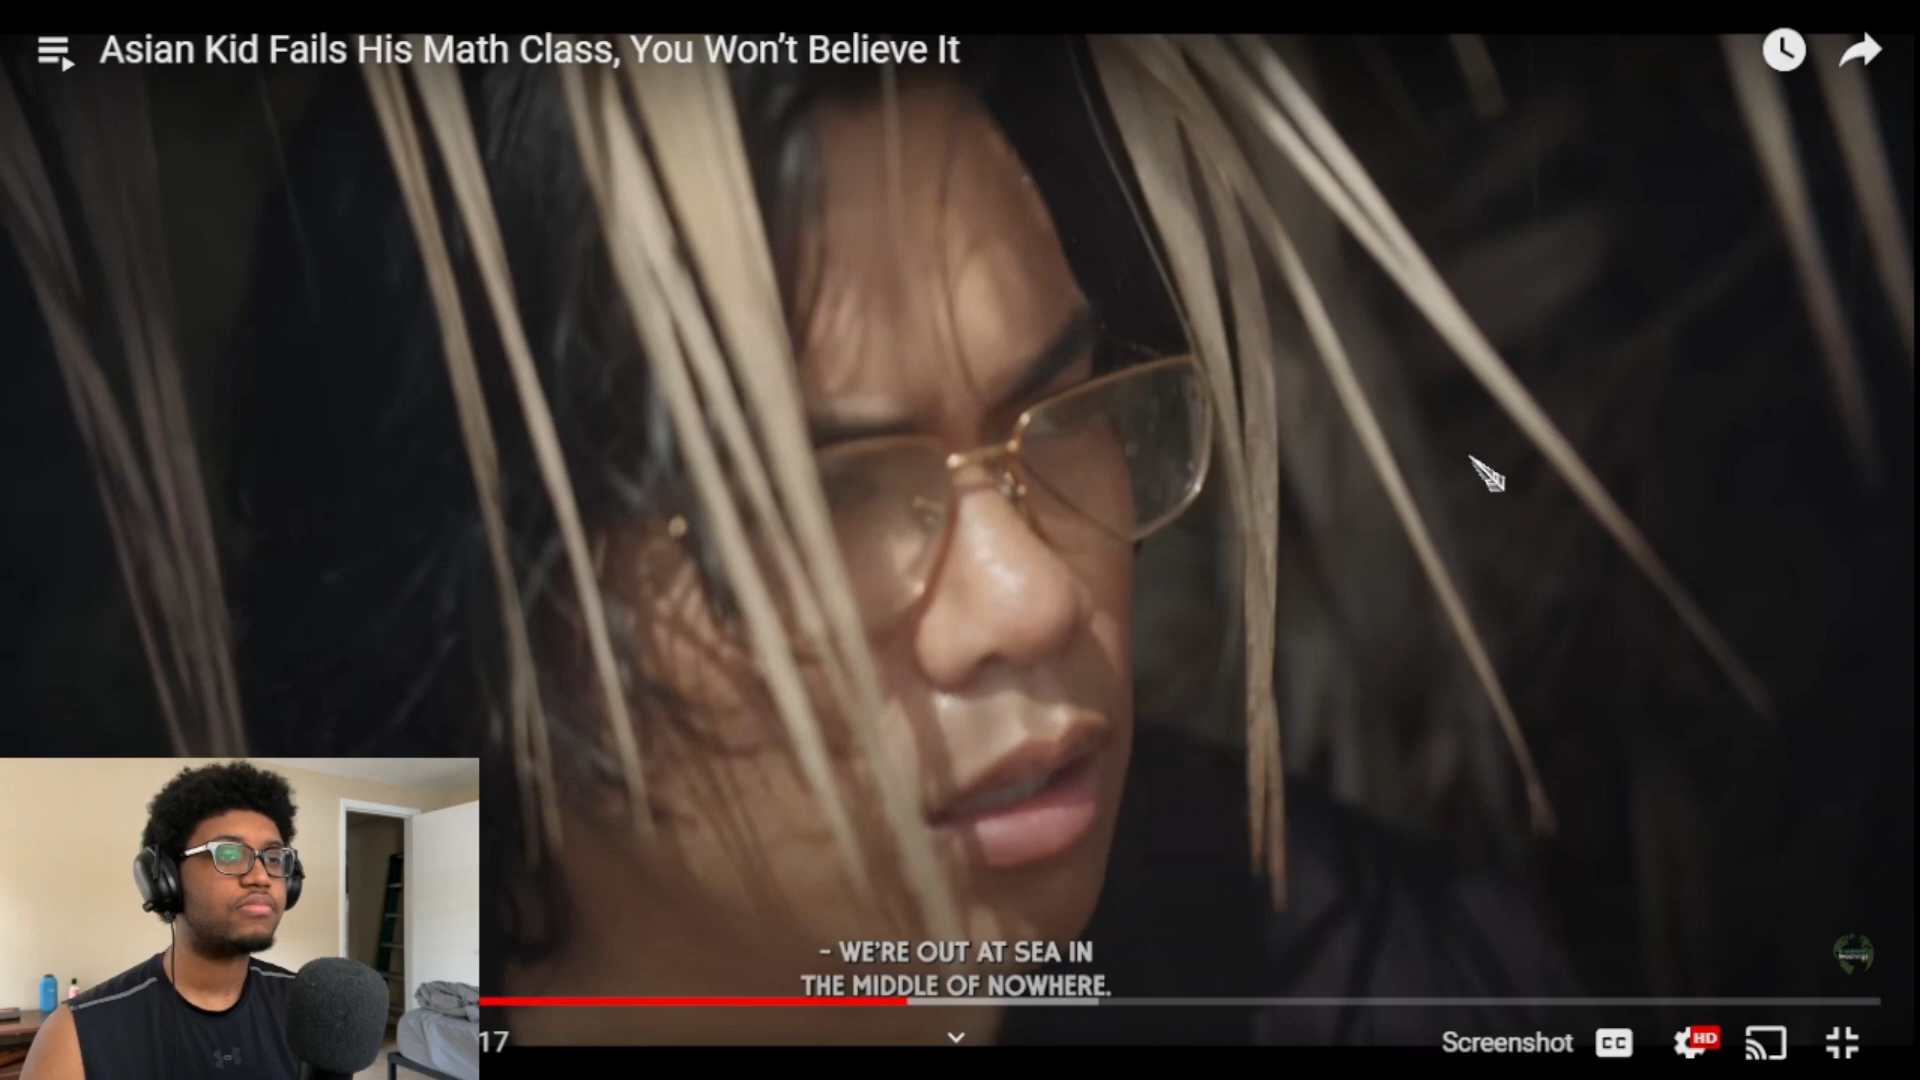 Asian Kid Fails His Math Class, You Won't Believe It
- WE'RE OUT AT SEA IN
THE MIDDLE OF NOWHERE.
17
Screenshot
CC
HD